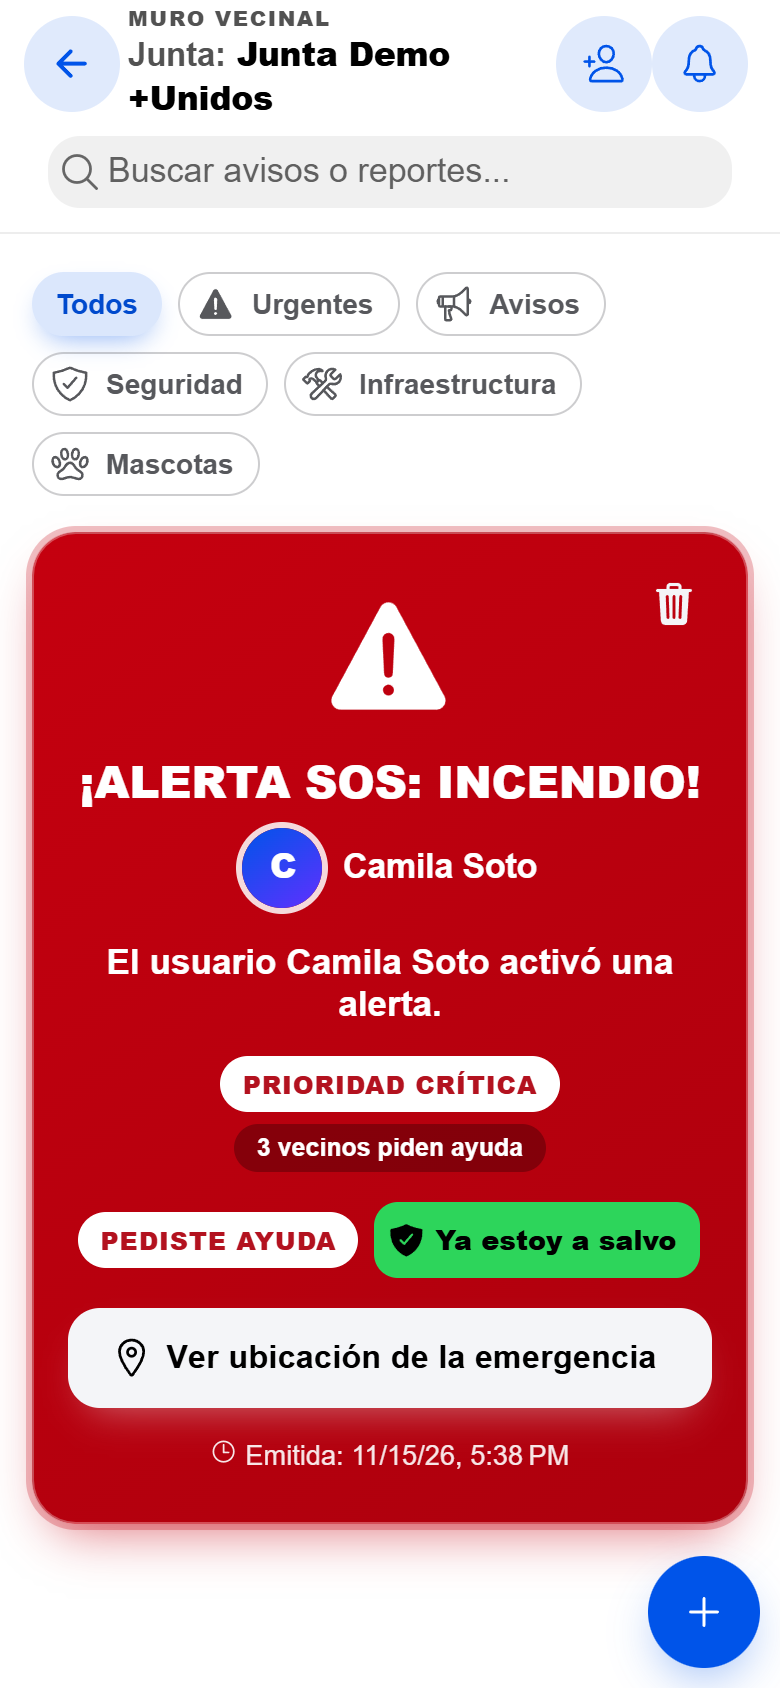 MURO VECINAL
Junta: Junta Demo
+Unidos
Buscar avisos o reportes...
Todos
Urgentes
Avisos
Seguridad
Infraestructura
Mascotas
¡ALERTA SOS: INCENDIO!
C
Camila Soto
El usuario Camila Soto activó una
alerta.
PRIORIDAD CRÍTICA
3 vecinos piden ayuda
PEDISTE AYUDA
Ya estoy a salvo
Ver ubicación de la emergencia
Emitida: 11/15/26, 5:38 PM